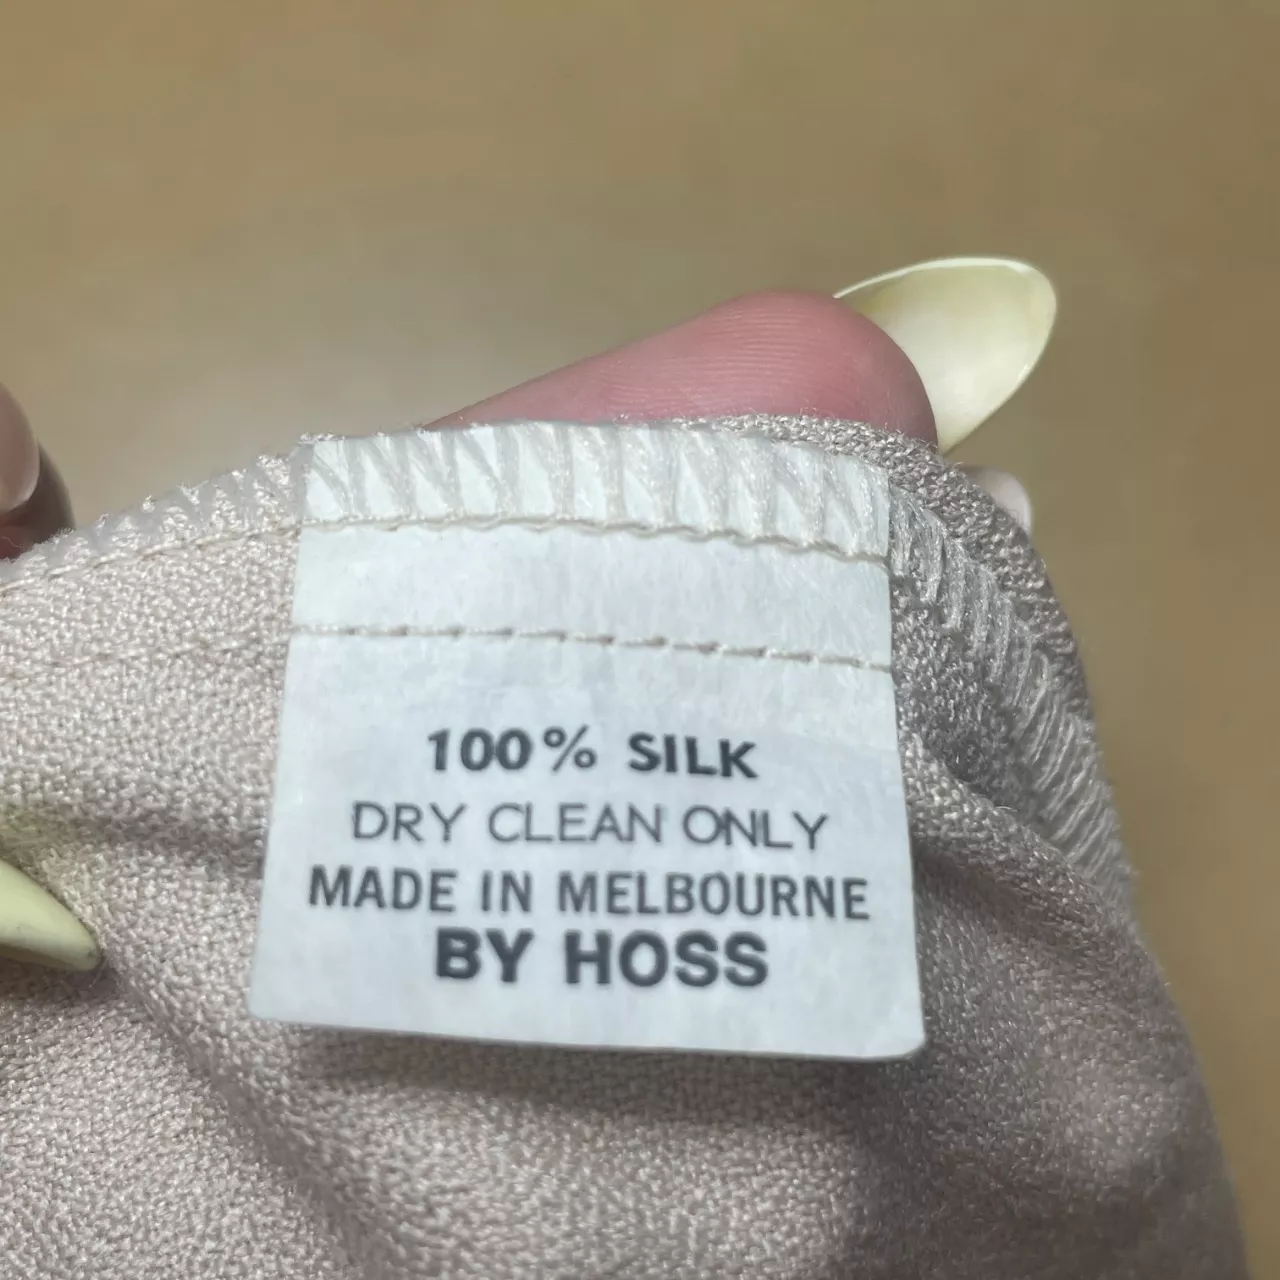 100% SILK
DRY CLEAN ONLY
MADE IN MELBOURNE
BY HOSS